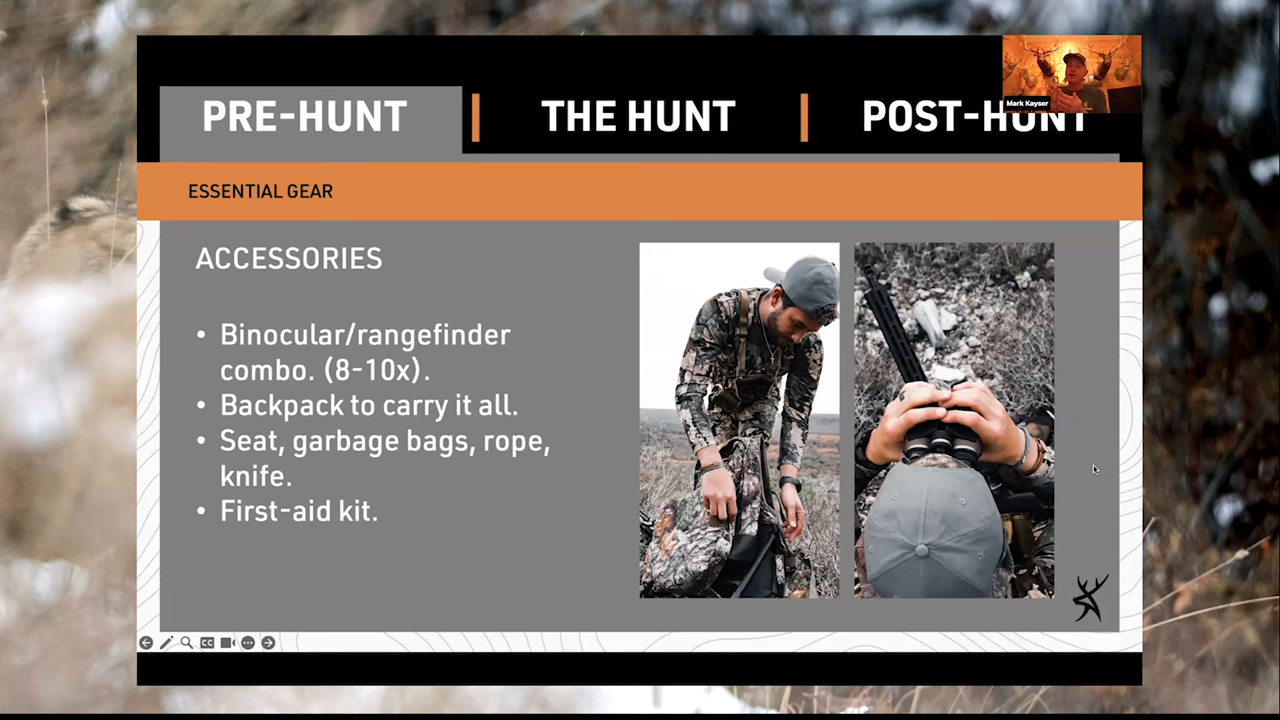 Mark Kayser
PRE-HUNT | THE HUNT | POST-HUNT
ESSENTIAL GEAR
ACCESSORIES
• Binocular/rangefinder
combo. (8-10x).
• Backpack to carry it all.
• Seat, garbage bags, rope,
knife.
• First-aid kit.
CC